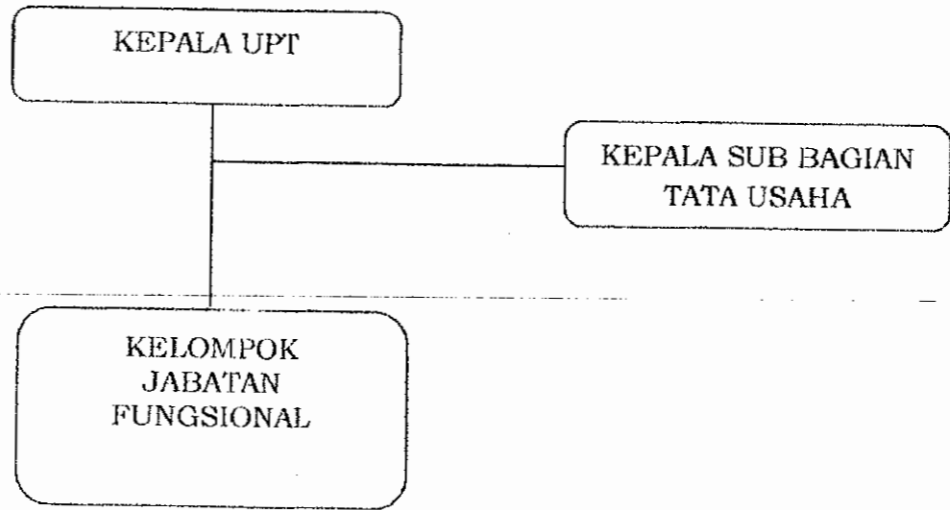 KEPALA UPT
KEPALA SUB BAGIAN
TATA USAHA
KELOMPOK
JABATAN
FUNGSIONAL